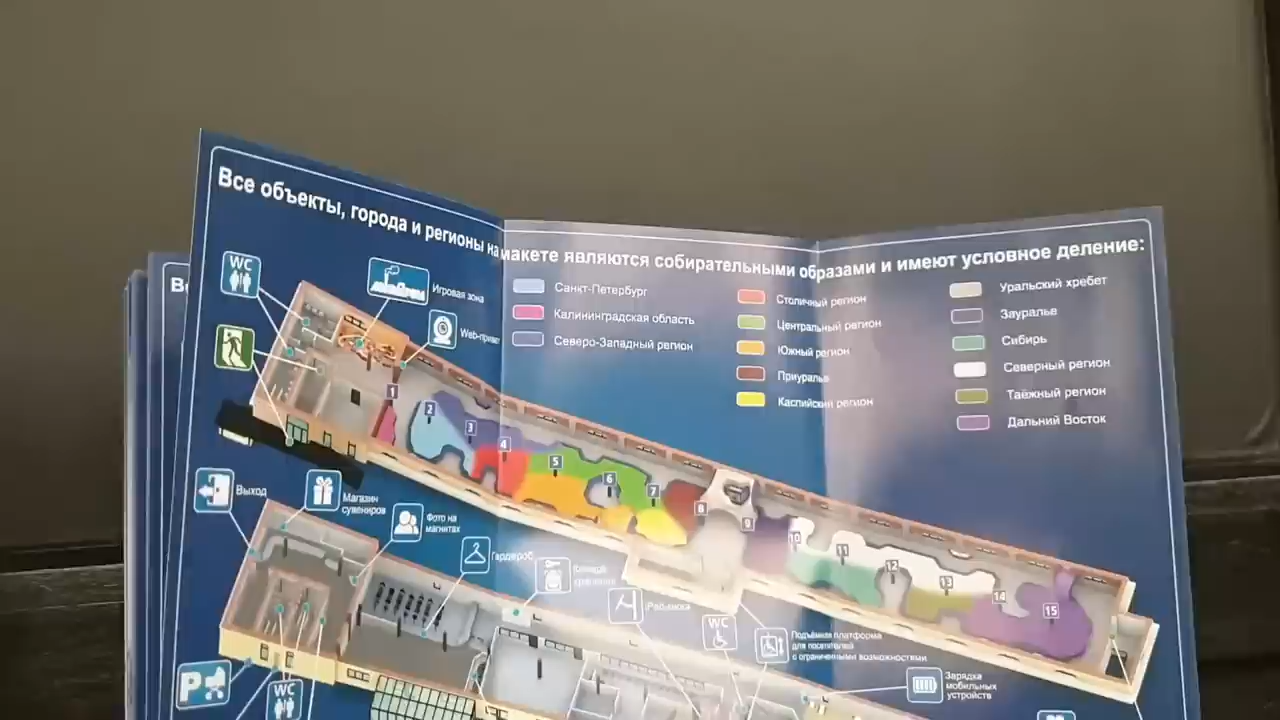 Все объекты, города и регионы на макете являются собирательными образами и имеют условное деление:
WC
Игровая зона
Санкт-Петербург
Калининградская область
Северо-Западный регион
Столичный регион
Центральный регион
Южный регион
Приуралье
Каспийский регион
Уральский хребет
Зауралье
Сибирь
Северный регион
Таёжный регион
Дальний Восток
1
2
3
4
5
6
7
8
9
10
11
12
13
14
15
Выход
Магазин
сувениров
Фото на
магнитах
Гардероб
WC
Подъёмная платформа
для посетителей
с ограниченными возможностями
Зарядка
мобильных
устройств
P
WC